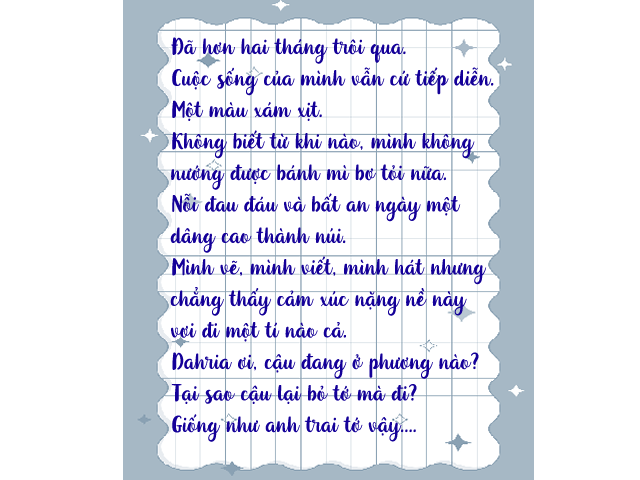 Đã hơn hai tháng trôi qua.
Cuộc sống của mình vẫn cứ tiếp diễn.
Một màu xám xịt.
Không biết từ khi nào, mình không
nướng được bánh mì bơ tỏi nữa.
Nỗi đau đáu và bất an ngày một
dâng cao thành núi.
Mình vẽ, mình viết, mình hát nhưng
chẳng thấy cảm xúc nặng nề này
vơi đi một tí nào cả.
Dahria ơi, cậu đang ở phương nào?
Tại sao cậu lại bỏ tớ mà đi?
Giống như anh trai tớ vậy....